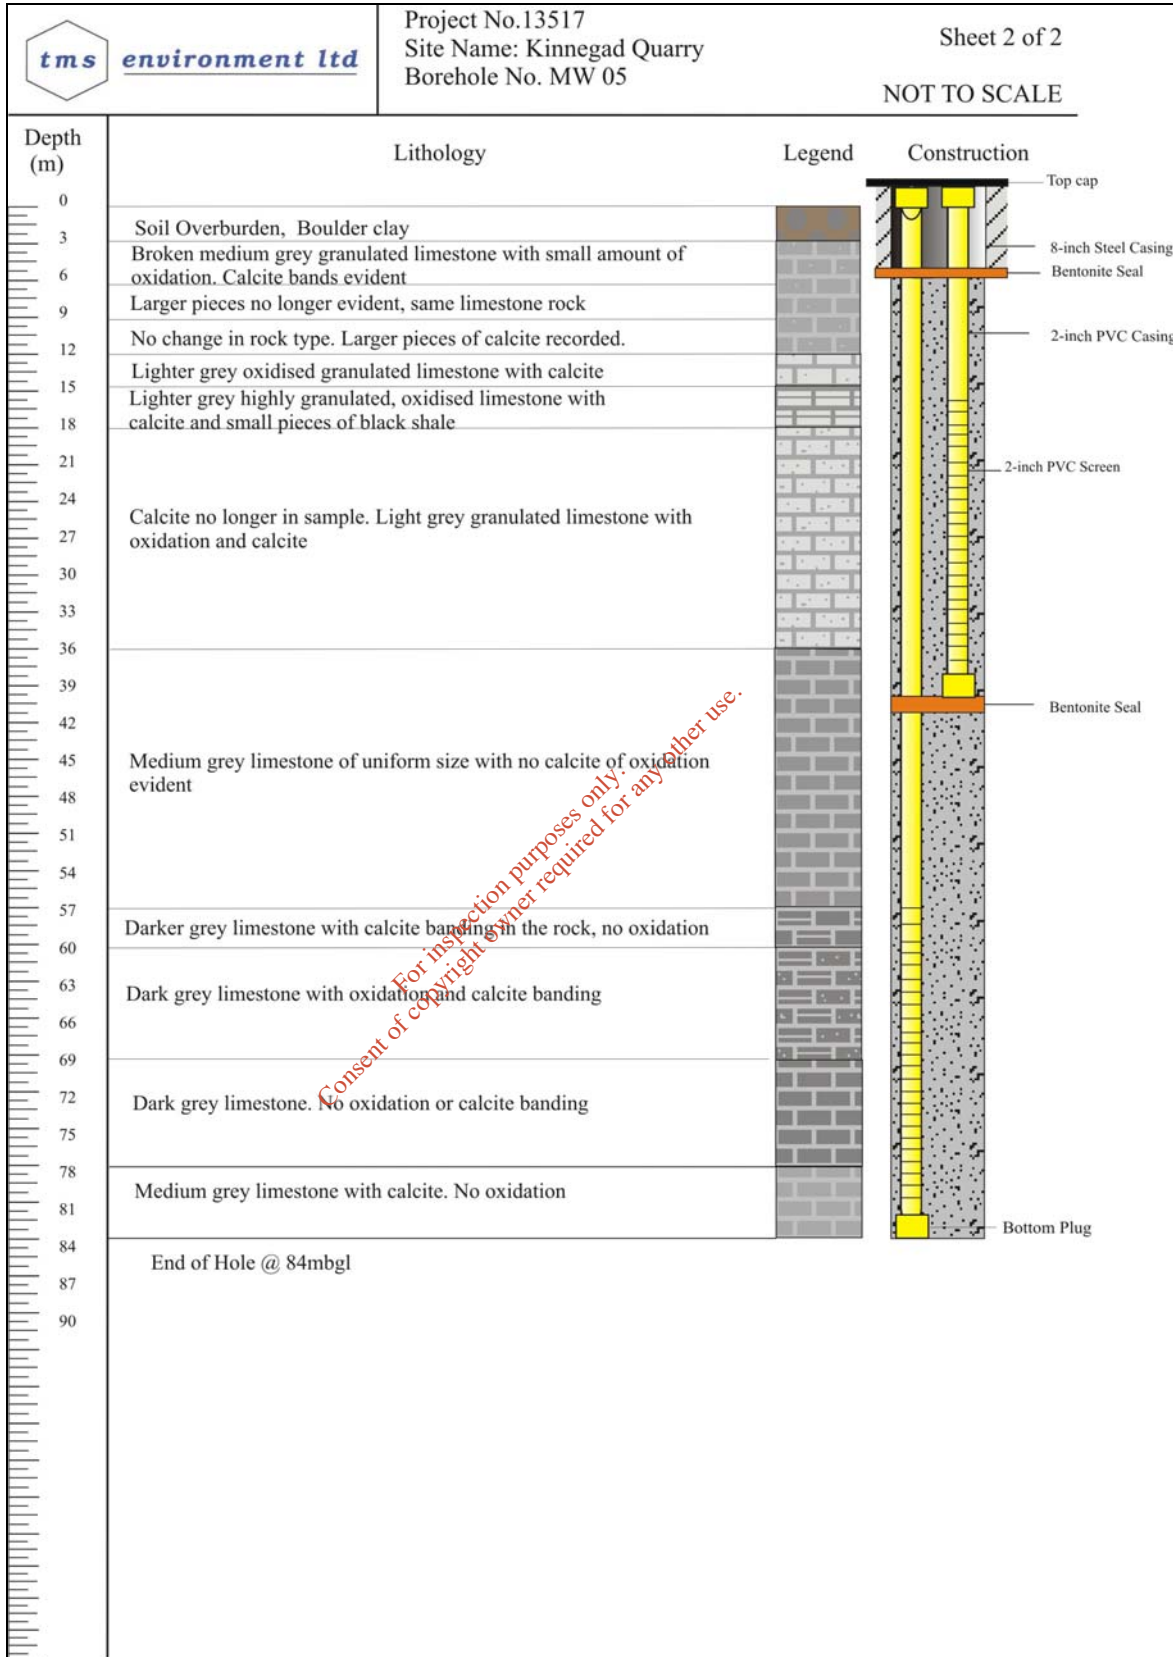 tms environment ltd
Project No.13517
Site Name: Kinnegad Quarry
Borehole No. MW 05
Sheet 2 of 2
NOT TO SCALE
Depth
(m)
Lithology
Legend
Construction
Top cap
0
Soil Overburden, Boulder clay
3
Broken medium grey granulated limestone with small amount of
oxidation. Calcite bands evident
8-inch Steel Casing
Bentonite Seal
6
Larger pieces no longer evident, same limestone rock
9
No change in rock type. Larger pieces of calcite recorded.
2-inch PVC Casing
12
Lighter grey oxidised granulated limestone with calcite
15
Lighter grey highly granulated, oxidised limestone with
calcite and small pieces of black shale
18
21
2-inch PVC Screen
24
Calcite no longer in sample. Light grey granulated limestone with
oxidation and calcite
27
30
33
36
39
Bentonite Seal
42
45
Medium grey limestone of uniform size with no calcite of oxidation
evident
48
51
54
57
Darker grey limestone with calcite banding in the rock, no oxidation
60
63
Dark grey limestone with oxidation and calcite banding
66
69
72
Dark grey limestone. No oxidation or calcite banding
75
78
Medium grey limestone with calcite. No oxidation
81
Bottom Plug
84
End of Hole @ 84mbgl
87
90
For inspection purposes only.
Consent of copyright owner required for any other use.